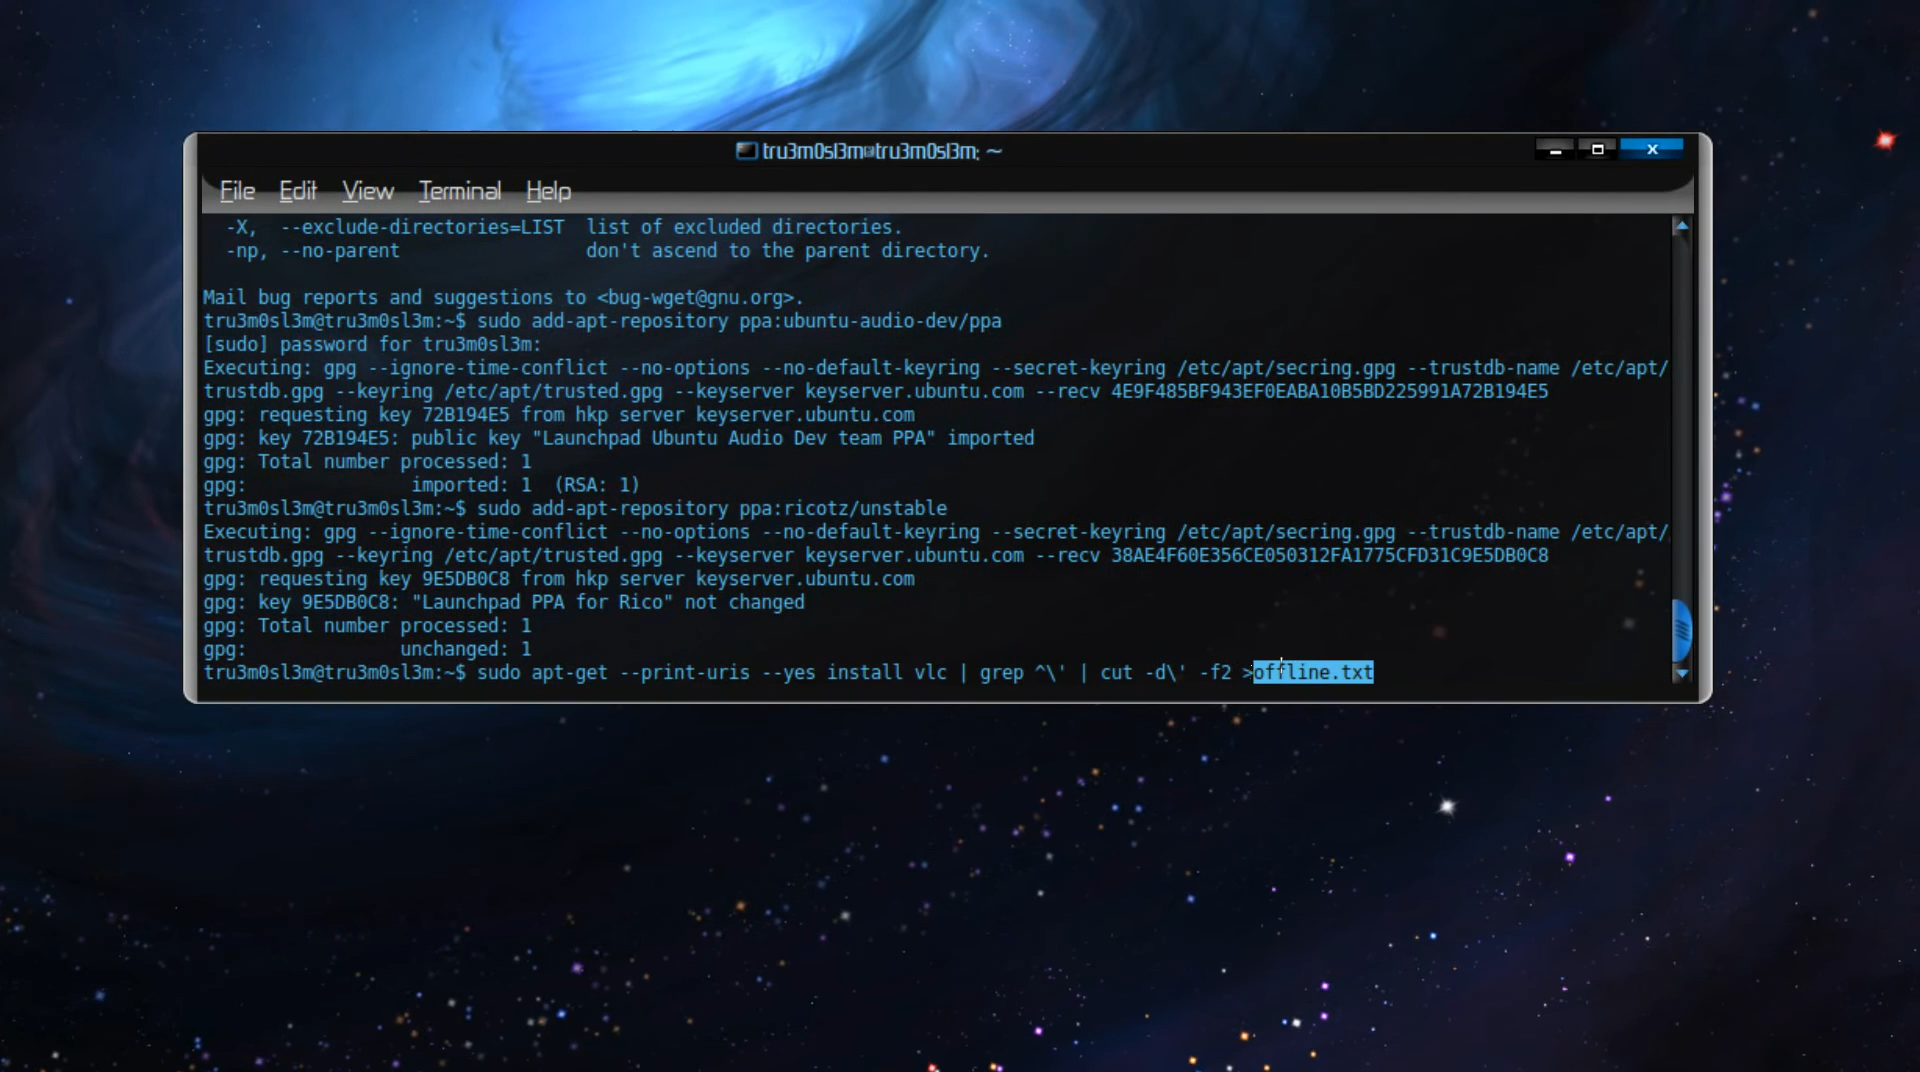 tru3m0sl3m@tru3m0sl3m: ~
File Edit View Terminal Help
-X, --exclude-directories=LIST list of excluded directories.
-np, --no-parent don't ascend to the parent directory.
Mail bug reports and suggestions to <bug-wget@gnu.org>.
tru3m0sl3m@tru3m0sl3m:~$ sudo add-apt-repository ppa:ubuntu-audio-dev/ppa
[sudo] password for tru3m0sl3m:
Executing: gpg --ignore-time-conflict --no-options --no-default-keyring --secret-keyring /etc/apt/secring.gpg --trustdb-name /etc/apt/
trustdb.gpg --keyring /etc/apt/trusted.gpg --keyserver keyserver.ubuntu.com --recv 4E9F485BF943EF0EABA10B5BD225991A72B194E5
gpg: requesting key 72B194E5 from hkp server keyserver.ubuntu.com
gpg: key 72B194E5: public key "Launchpad Ubuntu Audio Dev team PPA" imported
gpg: Total number processed: 1
gpg: imported: 1 (RSA: 1)
tru3m0sl3m@tru3m0sl3m:~$ sudo add-apt-repository ppa:ricotz/unstable
Executing: gpg --ignore-time-conflict --no-options --no-default-keyring --secret-keyring /etc/apt/secring.gpg --trustdb-name /etc/apt/
trustdb.gpg --keyring /etc/apt/trusted.gpg --keyserver keyserver.ubuntu.com --recv 38AE4F60E356CE050312FA1775CFD31C9E5DB0C8
gpg: requesting key 9E5DB0C8 from hkp server keyserver.ubuntu.com
gpg: key 9E5DB0C8: "Launchpad PPA for Rico" not changed
gpg: Total number processed: 1
gpg: unchanged: 1
tru3m0sl3m@tru3m0sl3m:~$ sudo apt-get --print-uris --yes install vlc | grep ^\' | cut -d\' -f2 >offline.txt